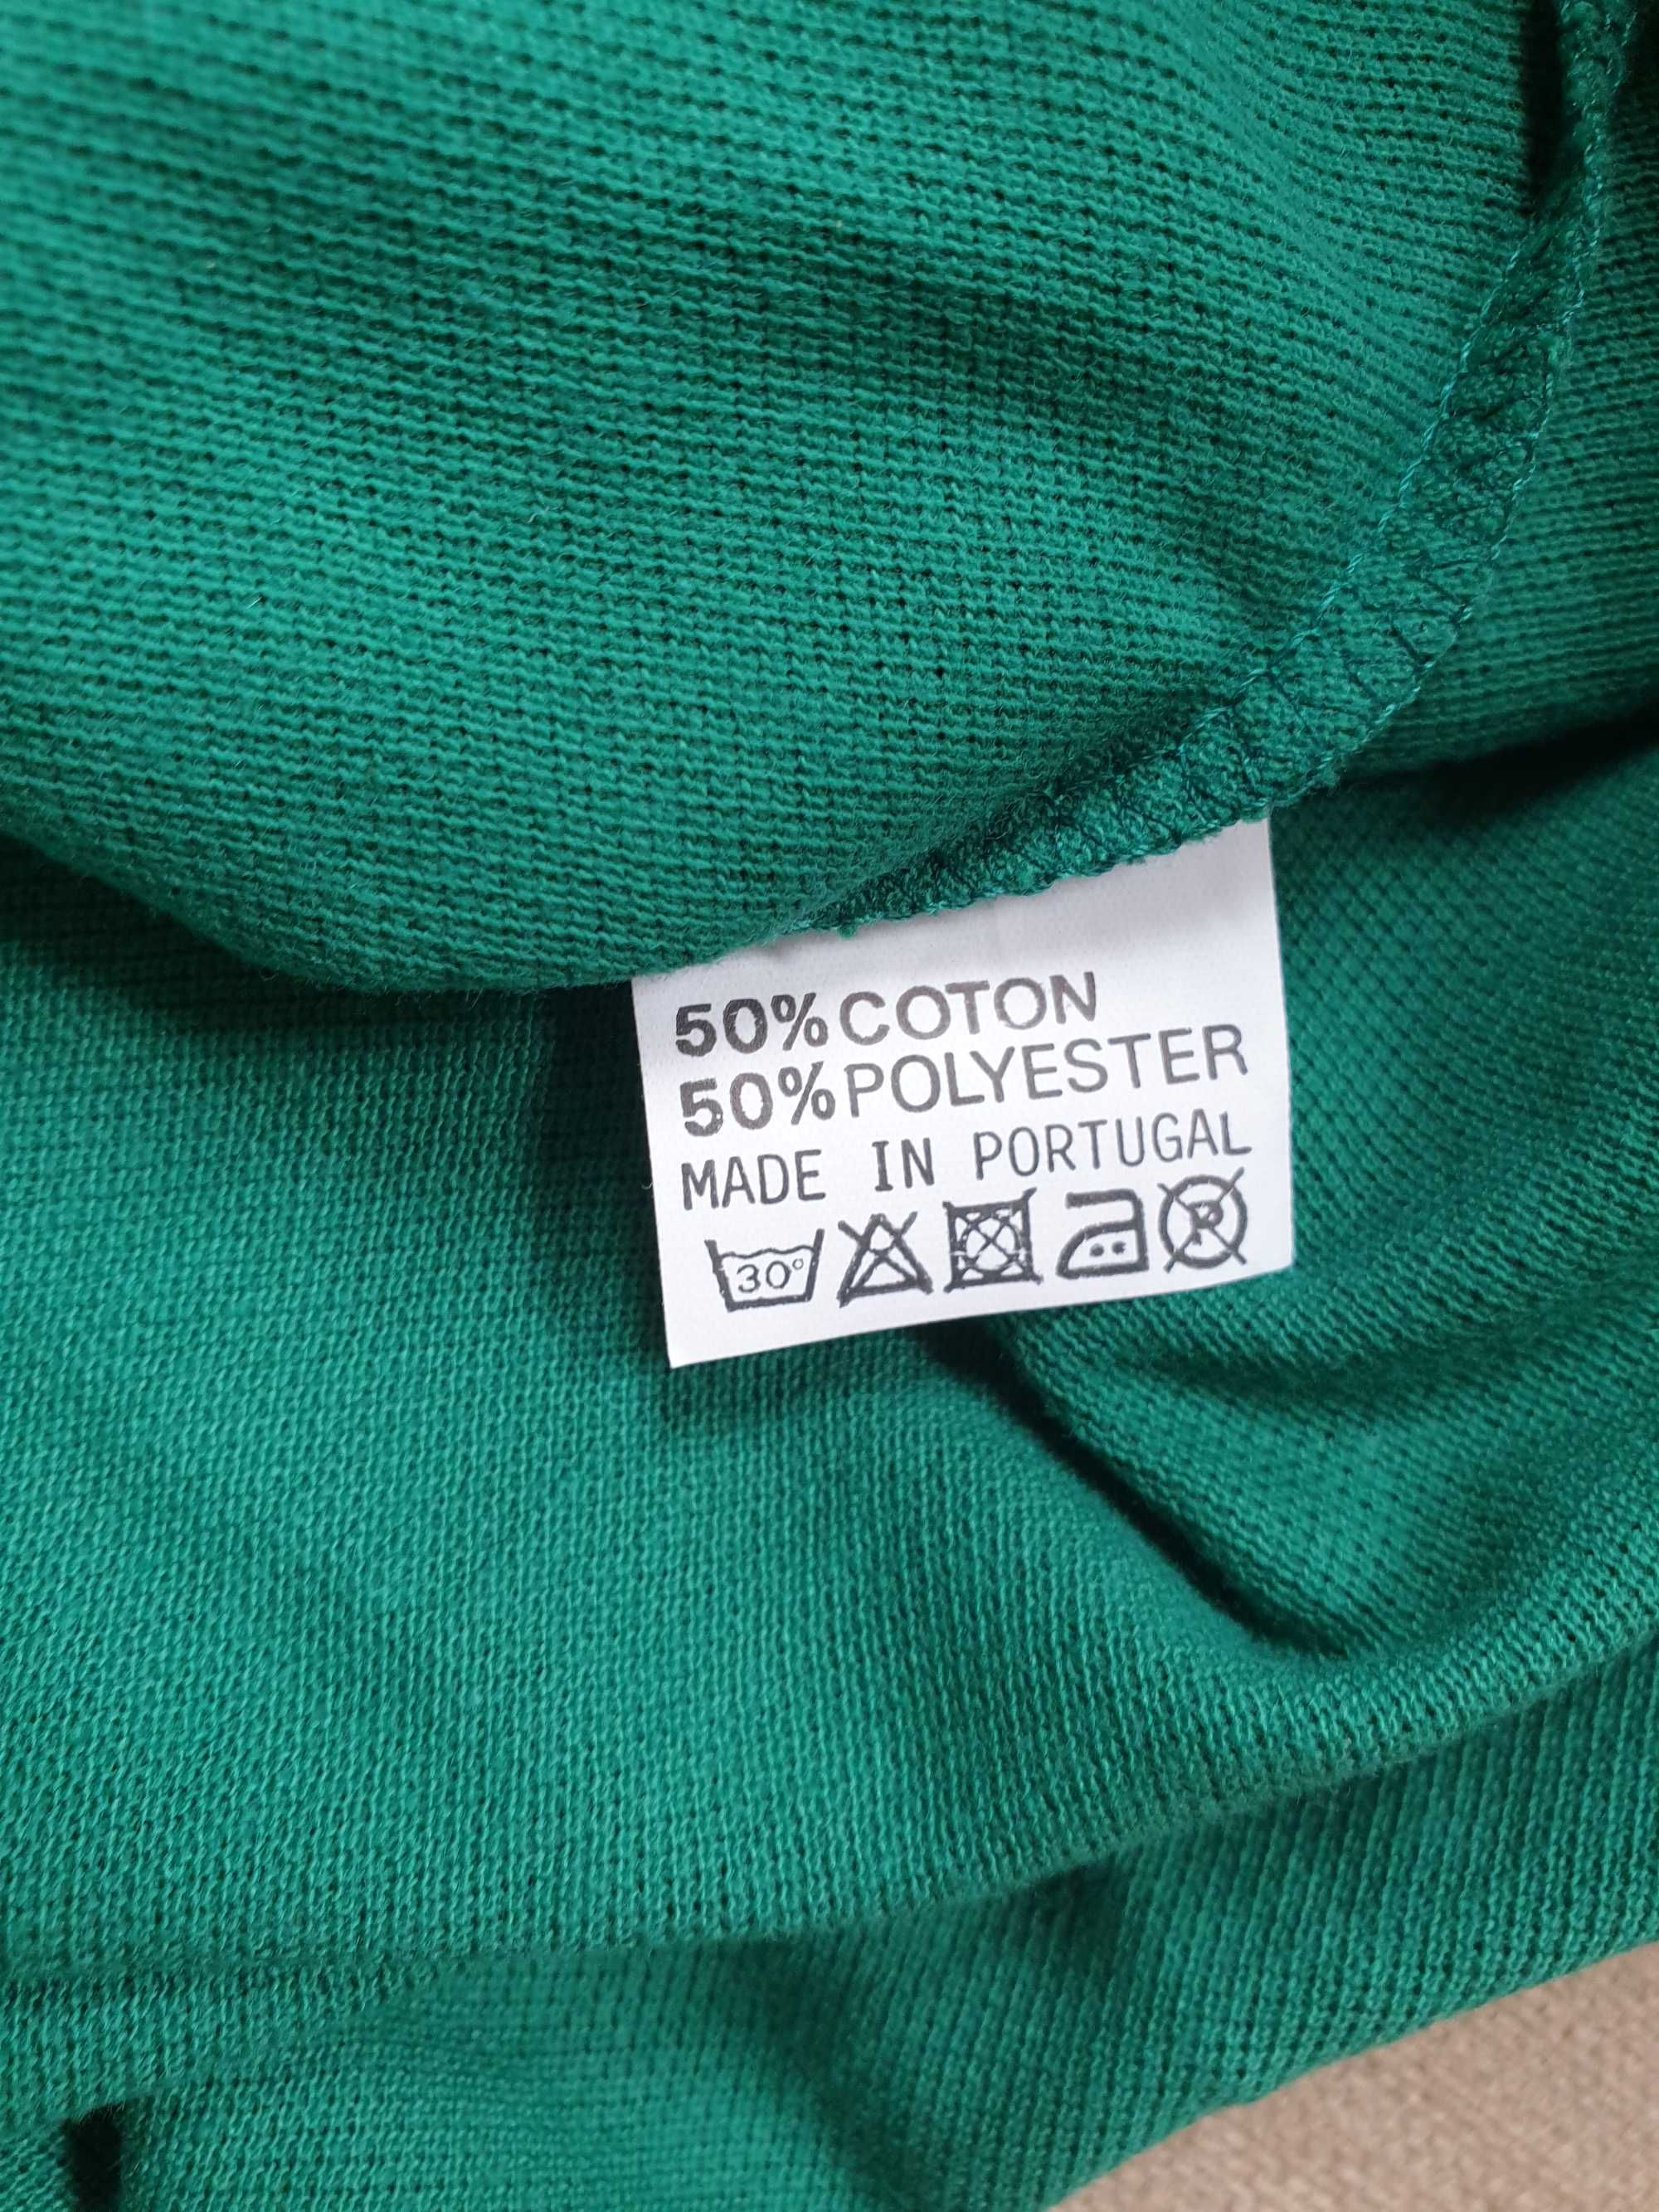 50% COTON
50% POLYESTER
MADE IN PORTUGAL
30° P